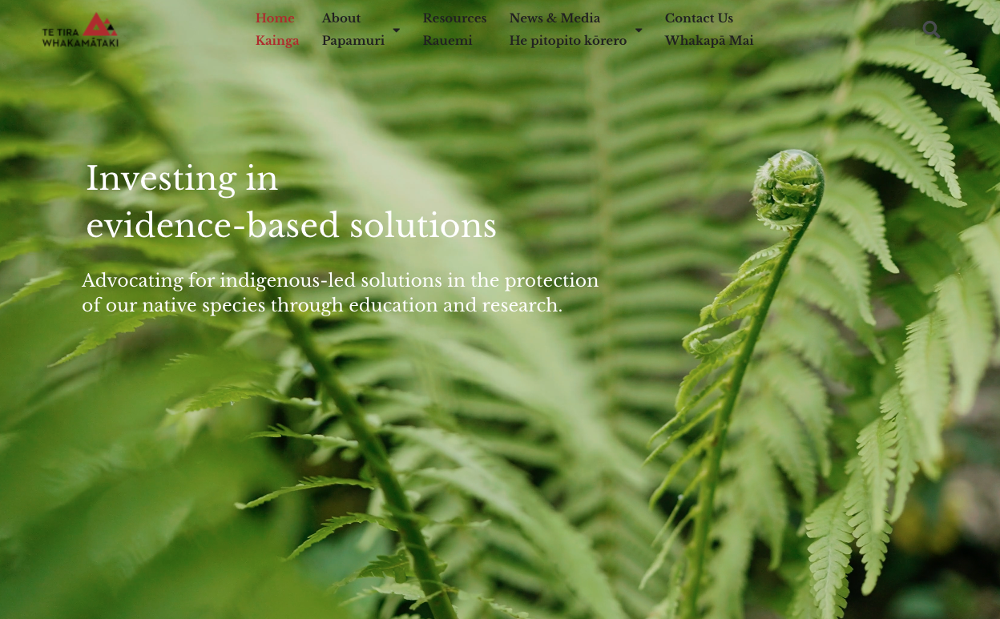 TE TIRA
WHAKAMĀTAKI
Home
Kainga
About
Papamuri
Resources
Rauemi
News & Media
He pitopito kōrero
Contact Us
Whakapā Mai
Investing in
evidence-based solutions
Advocating for indigenous-led solutions in the protection
of our native species through education and research.